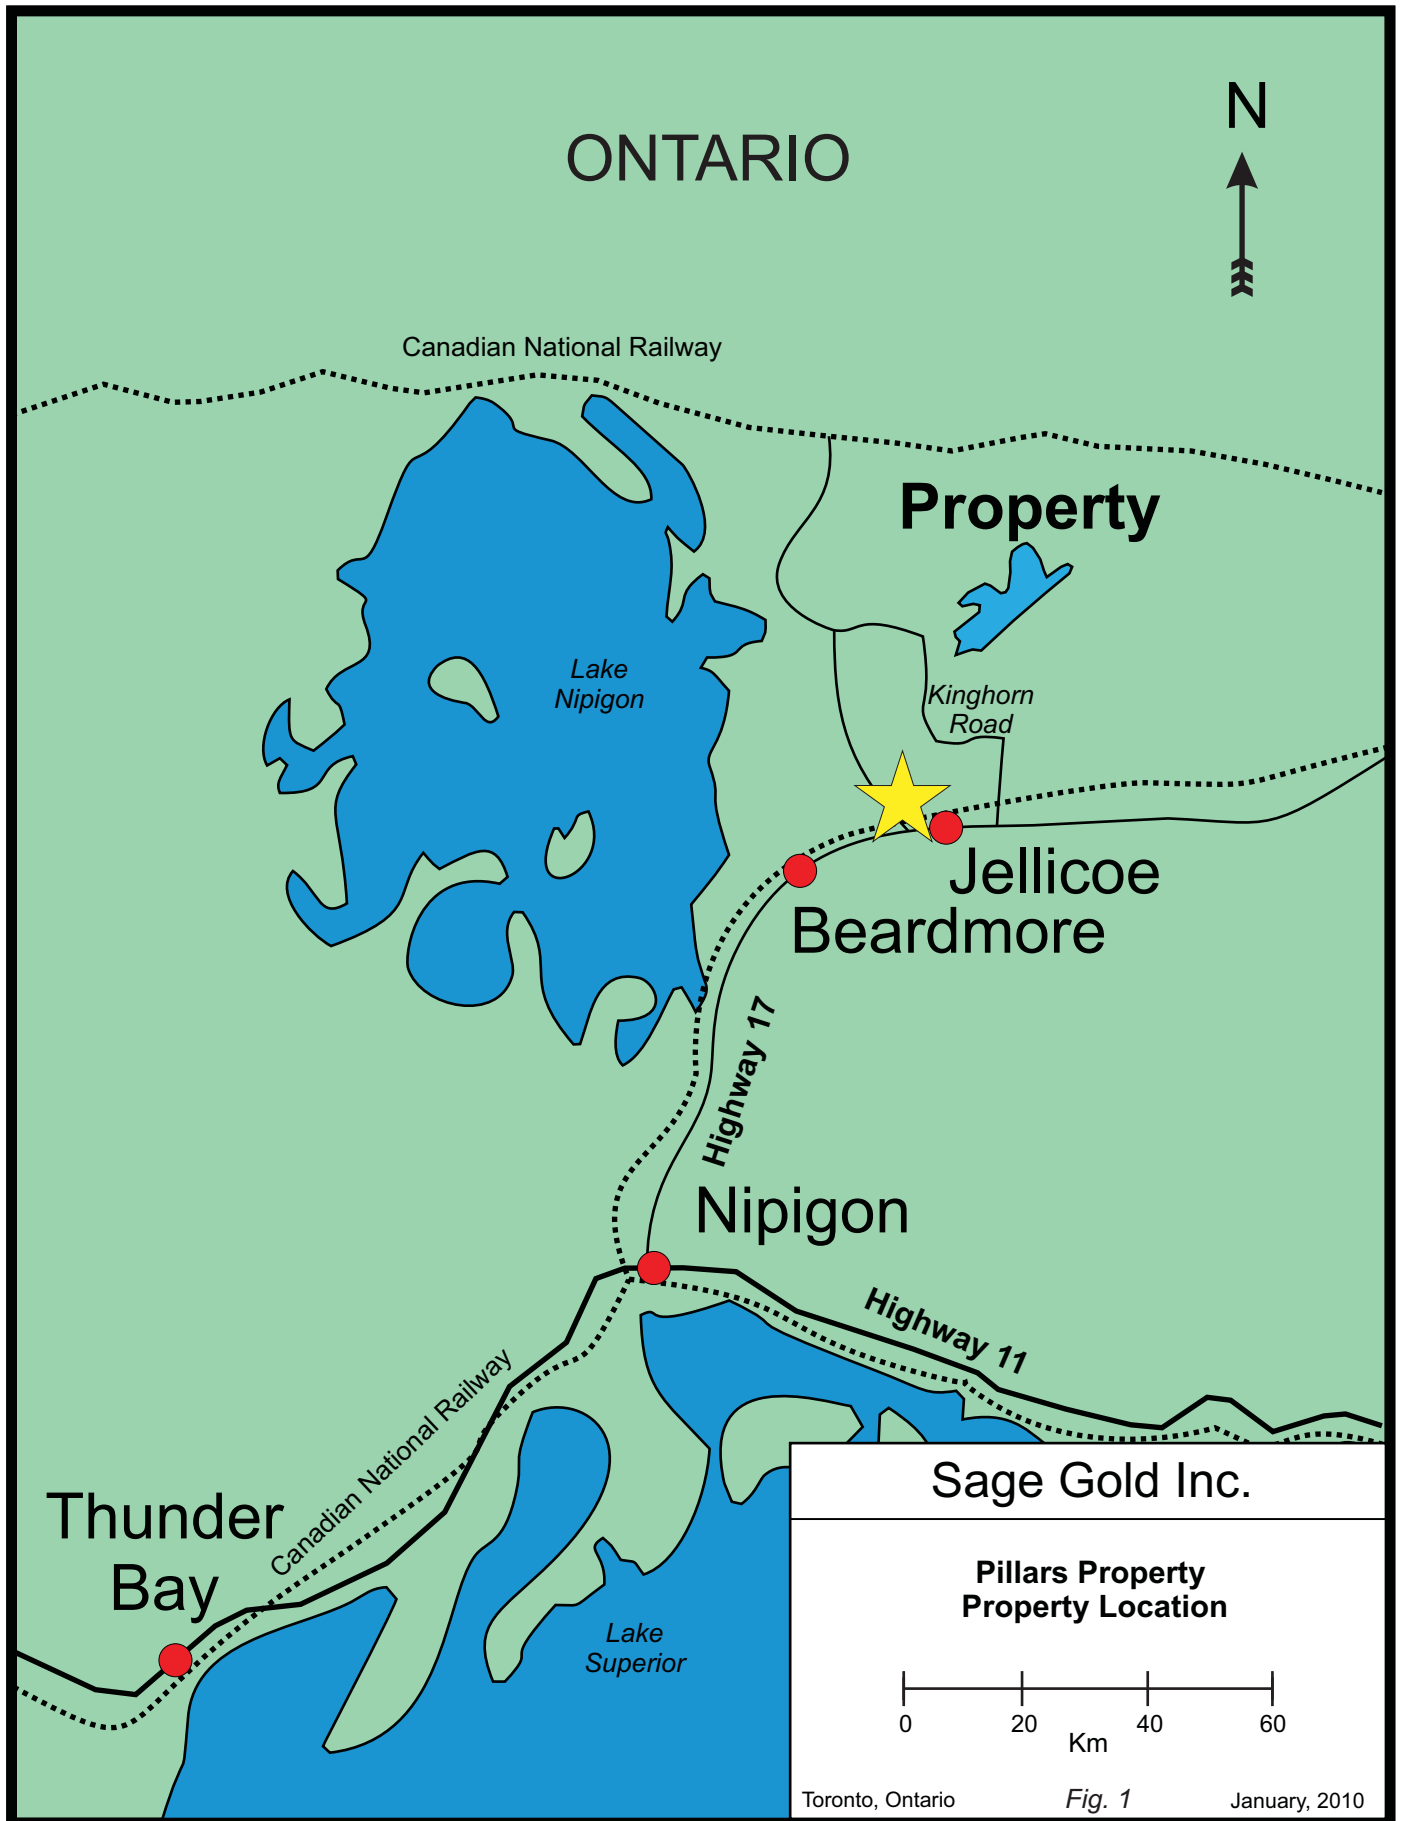 N
ONTARIO
Canadian National Railway
Property
Lake
Nipigon
Kinghorn
Road
Jellicoe
Beardmore
Highway 17
Nipigon
Highway 11
Canadian National Railway
Thunder
Bay
Lake
Superior
Sage Gold Inc.
Pillars Property
Property Location
0 20 40 60
Km
Toronto, Ontario Fig. 1 January, 2010